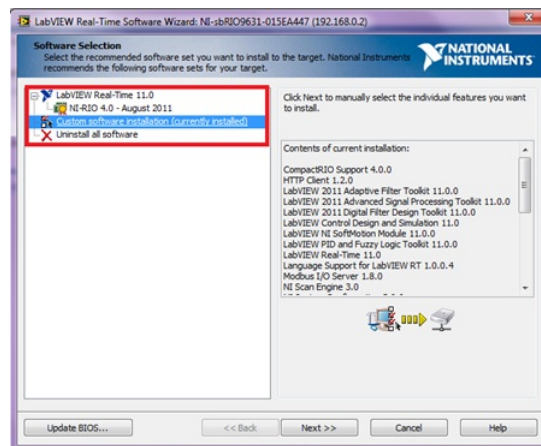 LabVIEW Real-Time Software Wizard: NI-sbRIO9631-015EA447 (192.168.0.2)
Software Selection
Select the recommended software set you want to install to the target. National Instruments
recommends the following software sets for your target.
NATIONAL
INSTRUMENTS
LabVIEW Real-Time 11.0
NI-RIO 4.0 - August 2011
Custom software installation (currently installed)
Uninstall all software
Click Next to manually select the individual features you want
to install.
Contents of current installation:
CompactRIO Support 4.0.0
HTTP Client 1.2.0
LabVIEW 2011 Adaptive Filter Toolkit 11.0.0
LabVIEW 2011 Advanced Signal Processing Toolkit 11.0.0
LabVIEW 2011 Digital Filter Design Toolkit 11.0.0
LabVIEW Control Design and Simulation 11.0
LabVIEW NI SoftMotion Module 11.0.0
LabVIEW PID and Fuzzy Logic Toolkit 11.0.0
LabVIEW Real-Time 11.0
Language Support for LabVIEW RT 1.0.0.4
Modbus I/O Server 1.8.0
NI Scan Engine 3.0
Update BIOS...
<< Back
Next >>
Cancel
Help